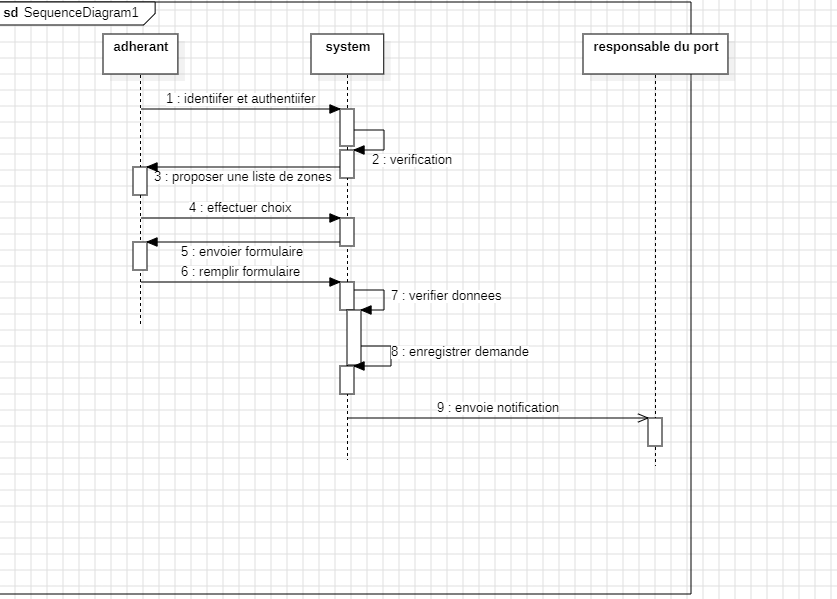 sd SequenceDiagram1
adherant
system
responsable du port
1 : identiifer et authentiifer
2 : verification
3 : proposer une liste de zones
4 : effectuer choix
5 : envoier formulaire
6 : remplir formulaire
7 : verifier donnees
8 : enregistrer demande
9 : envoie notification